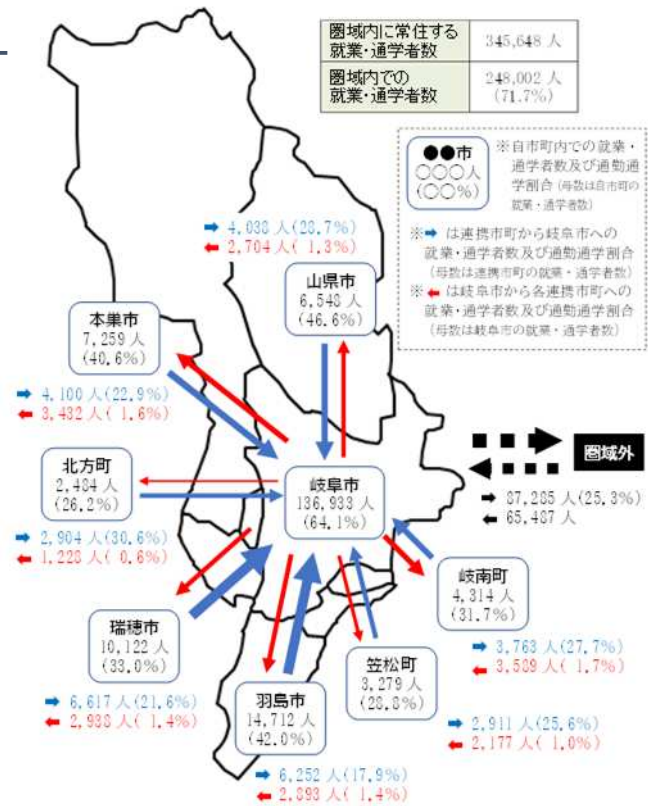 圏域内に常住する
就業・通学者数
345,648 人
圏域内での
就業・通学者数
248,002 人
(71.7%)
●●市
○○○人
(○○%)
※自市町内での就業・
通学者数及び通勤通
学割合 (母数は自市町の
就業・通学者数)
※➡ は連携市町から岐阜市への
就業・通学者数及び通勤通学割合
(母数は連携市町の就業・通学者数)
※⬅ は岐阜市から各連携市町への
就業・通学者数及び通勤通学割合
(母数は岐阜市の就業・通学者数)
➡ 4,038 人(28.7%)
⬅ 2,704 人( 1.3%)
山県市
6,548 人
(46.6%)
本巣市
7,259 人
(40.6%)
➡ 4,100 人(22.9%)
⬅ 3,432 人( 1.6%)
北方町
2,484 人
(26.2%)
➡ 2,904 人(30.6%)
⬅ 1,228 人( 0.6%)
岐阜市
136,933 人
(64.1%)
圏域外
➡ 87,285 人(25.3%)
⬅ 65,487 人
岐南町
4,314 人
(31.7%)
➡ 3,763 人(27.7%)
⬅ 3,589 人( 1.7%)
瑞穂市
10,122 人
(33.0%)
➡ 6,617 人(21.6%)
⬅ 2,938 人( 1.4%)
笠松町
3,279 人
(28.8%)
➡ 2,911 人(25.6%)
⬅ 2,177 人( 1.0%)
羽島市
14,712 人
(42.0%)
➡ 6,252 人(17.9%)
⬅ 2,893 人( 1.4%)